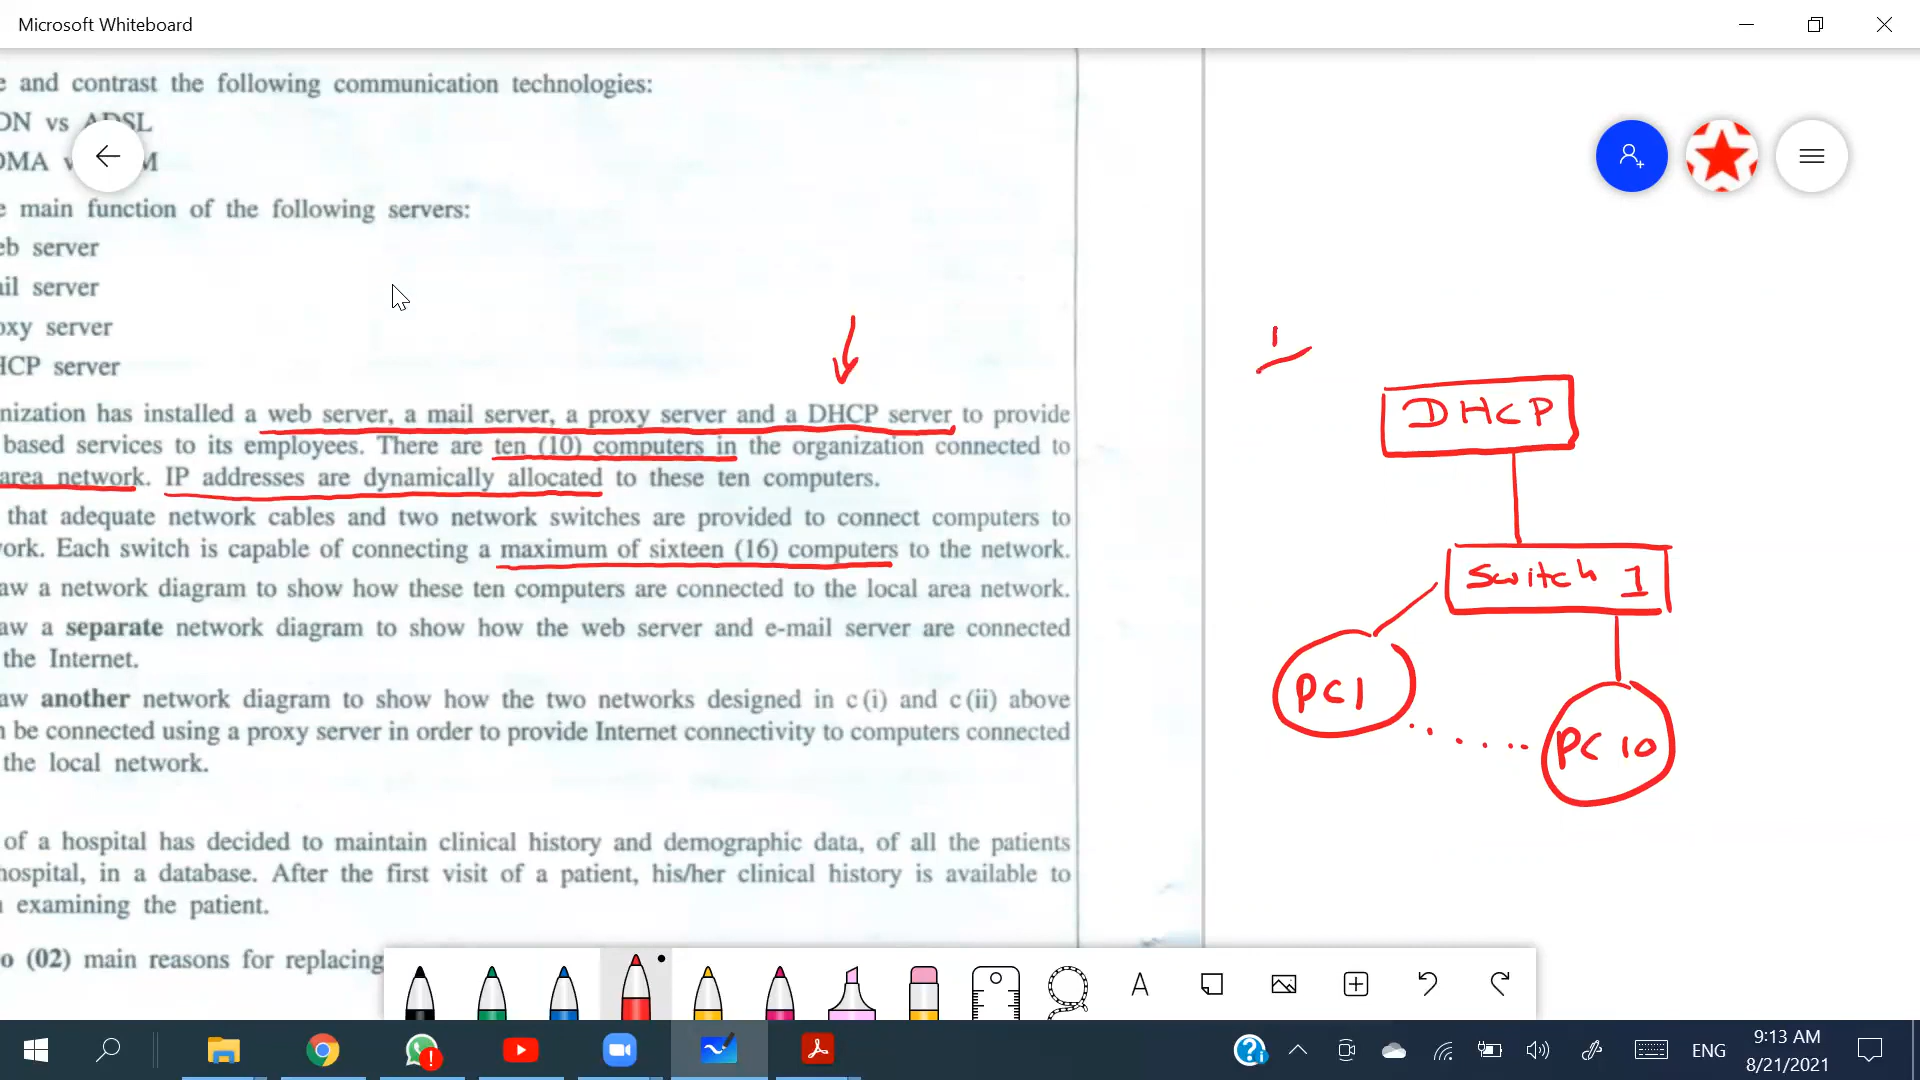 Microsoft Whiteboard
e and contrast the following communication technologies:
DN vs ADSL
DMA v M
e main function of the following servers:
eb server
ail server
oxy server
HCP server
nization has installed a web server, a mail server, a proxy server and a DHCP server to provide
based services to its employees. There are ten (10) computers in the organization connected to
area network. IP addresses are dynamically allocated to these ten computers.
that adequate network cables and two network switches are provided to connect computers to
ork. Each switch is capable of connecting a maximum of sixteen (16) computers to the network.
aw a network diagram to show how these ten computers are connected to the local area network.
aw a separate network diagram to show how the web server and e-mail server are connected
the Internet.
aw another network diagram to show how the two networks designed in c (i) and c (ii) above
n be connected using a proxy server in order to provide Internet connectivity to computers connected
the local network.
of a hospital has decided to maintain clinical history and demographic data, of all the patients
hospital, in a database. After the first visit of a patient, his/her clinical history is available to
n examining the patient.
o (02) main reasons for replacing
1
DHCP
Switch 1
PC1
PC 10
ENG
9:13 AM
8/21/2021